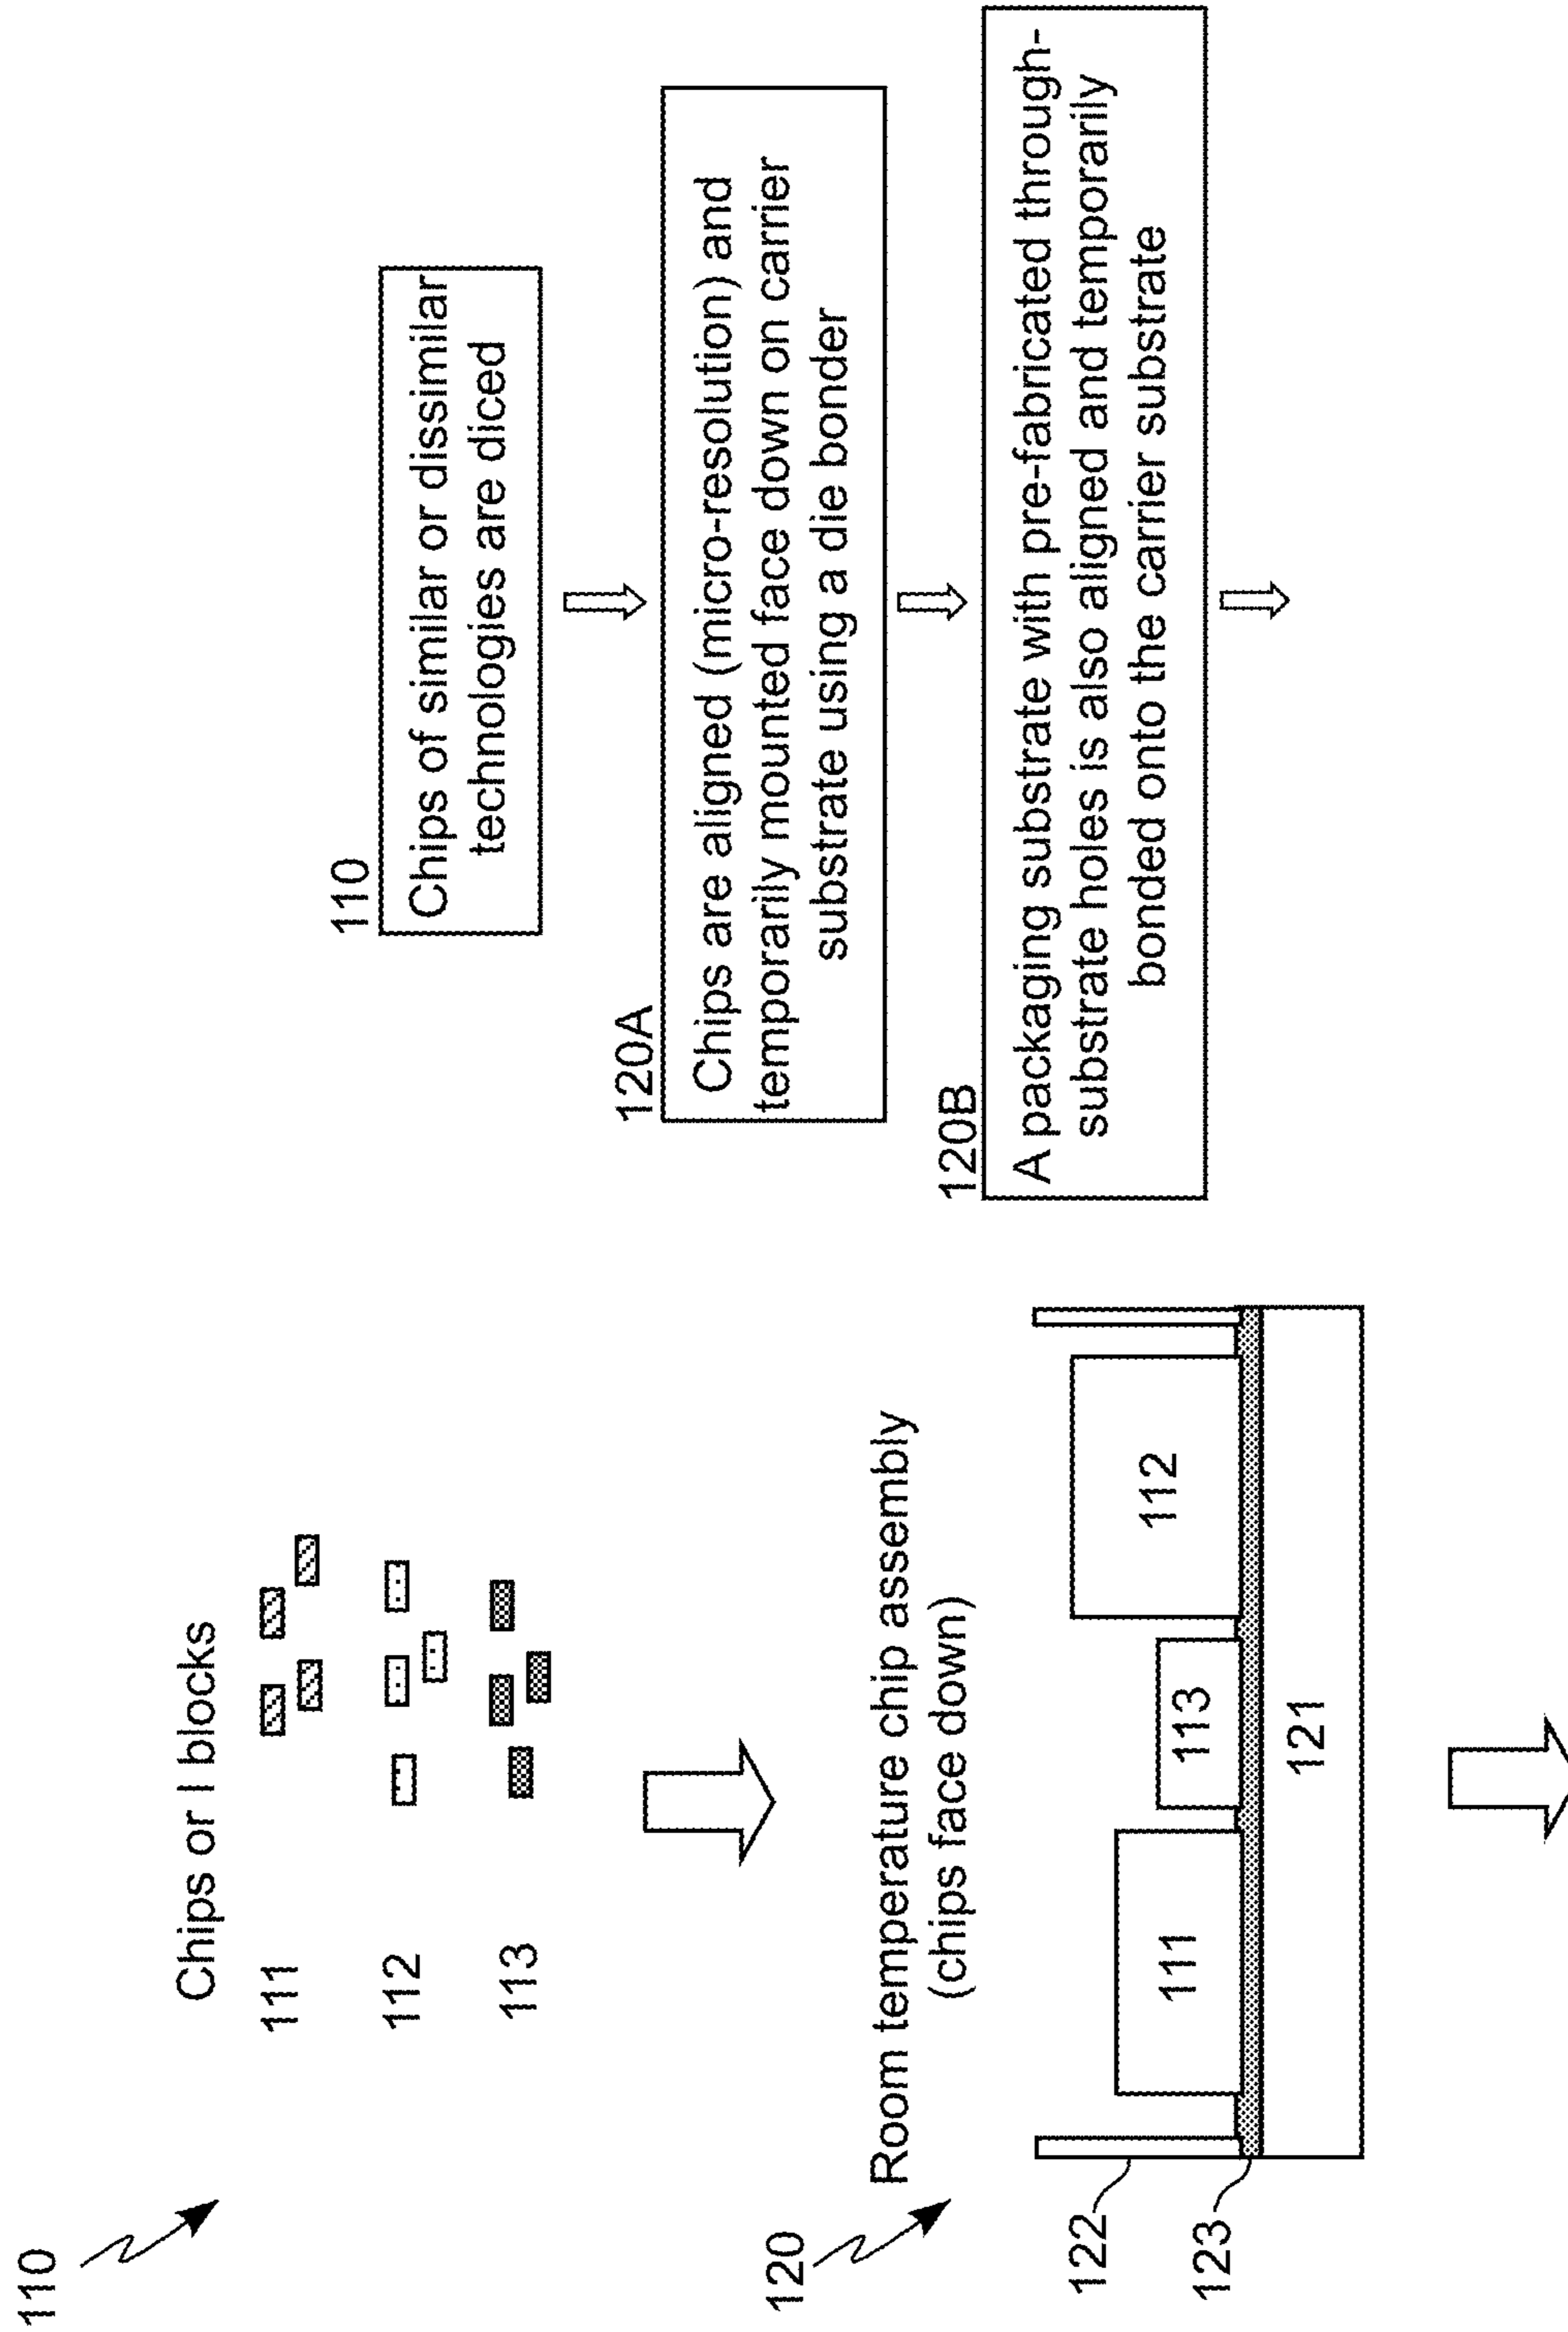 110
Chips or I blocks
111
112
113
120
Room temperature chip assembly
(chips face down)
122
123
111
113
112
121
110
Chips of similar or dissimilar
technologies are diced
120A
Chips are aligned (micro-resolution) and
temporarily mounted face down on carrier
substrate using a die bonder
120B
A packaging substrate with pre-fabricated through-
substrate holes is also aligned and temporarily
bonded onto the carrier substrate